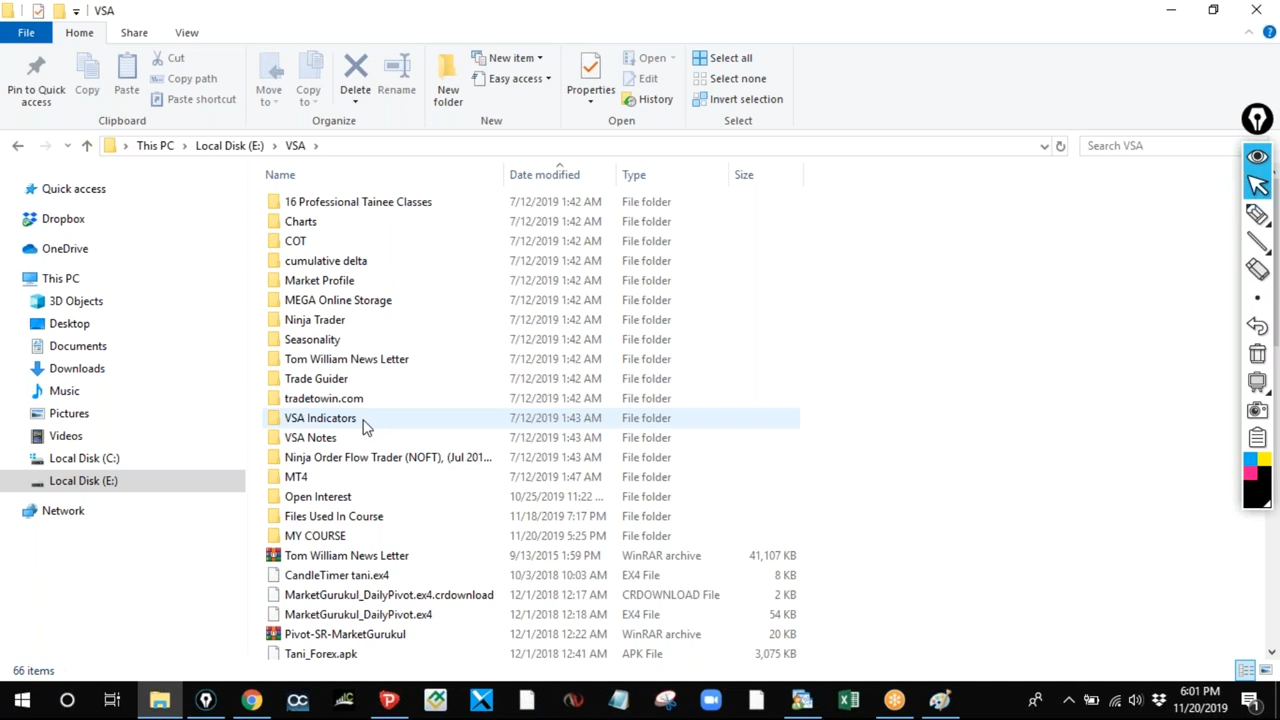 VSA
File Home Share View
Pin to Quick access
Copy
Paste
Cut
Copy path
Paste shortcut
Clipboard
Move to
Copy to
Delete
Rename
Organize
New folder
New item
Easy access
New
Properties
Open
Edit
History
Open
Select all
Select none
Invert selection
Select
This PC Local Disk (E:) VSA
Search VSA
Quick access
Dropbox
OneDrive
This PC
3D Objects
Desktop
Documents
Downloads
Music
Pictures
Videos
Local Disk (C:)
Local Disk (E:)
Network
Name Date modified Type Size
16 Professional Tainee Classes 7/12/2019 1:42 AM File folder
Charts 7/12/2019 1:42 AM File folder
COT 7/12/2019 1:42 AM File folder
cumulative delta 7/12/2019 1:42 AM File folder
Market Profile 7/12/2019 1:42 AM File folder
MEGA Online Storage 7/12/2019 1:42 AM File folder
Ninja Trader 7/12/2019 1:42 AM File folder
Seasonality 7/12/2019 1:42 AM File folder
Tom William News Letter 7/12/2019 1:42 AM File folder
Trade Guider 7/12/2019 1:42 AM File folder
tradetowin.com 7/12/2019 1:42 AM File folder
VSA Indicators 7/12/2019 1:43 AM File folder
VSA Notes 7/12/2019 1:43 AM File folder
Ninja Order Flow Trader (NOFT), (Jul 201... 7/12/2019 1:43 AM File folder
MT4 7/12/2019 1:47 AM File folder
Open Interest 10/25/2019 11:22 ... File folder
Files Used In Course 11/18/2019 7:17 PM File folder
MY COURSE 11/20/2019 5:25 PM File folder
Tom William News Letter 9/13/2015 1:59 PM WinRAR archive 41,107 KB
CandleTimer tani.ex4 10/3/2018 10:03 AM EX4 File 8 KB
MarketGurukul_DailyPivot.ex4.crdownload 12/1/2018 12:17 AM CRDOWNLOAD File 2 KB
MarketGurukul_DailyPivot.ex4 12/1/2018 12:18 AM EX4 File 54 KB
Pivot-SR-MarketGurukul 12/1/2018 12:22 AM WinRAR archive 20 KB
Tani_Forex.apk 12/1/2018 12:41 AM APK File 3,075 KB
66 items
6:01 PM
11/20/2019